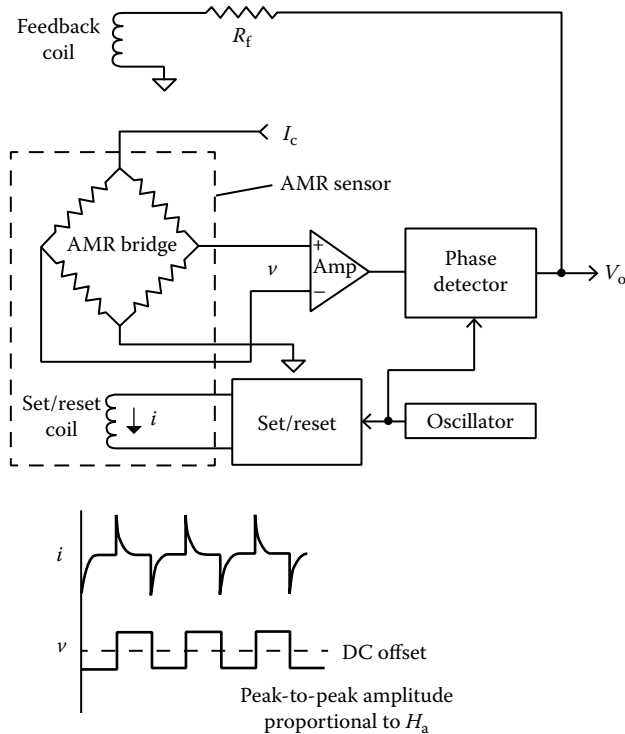 Feedback
coil
R_f
I_c
AMR sensor
AMR bridge
v
+
Amp
−
Phase
detector
V_o
Set/reset
coil
i
Set/reset
Oscillator
i
v
DC offset
Peak-to-peak amplitude
proportional to H_a